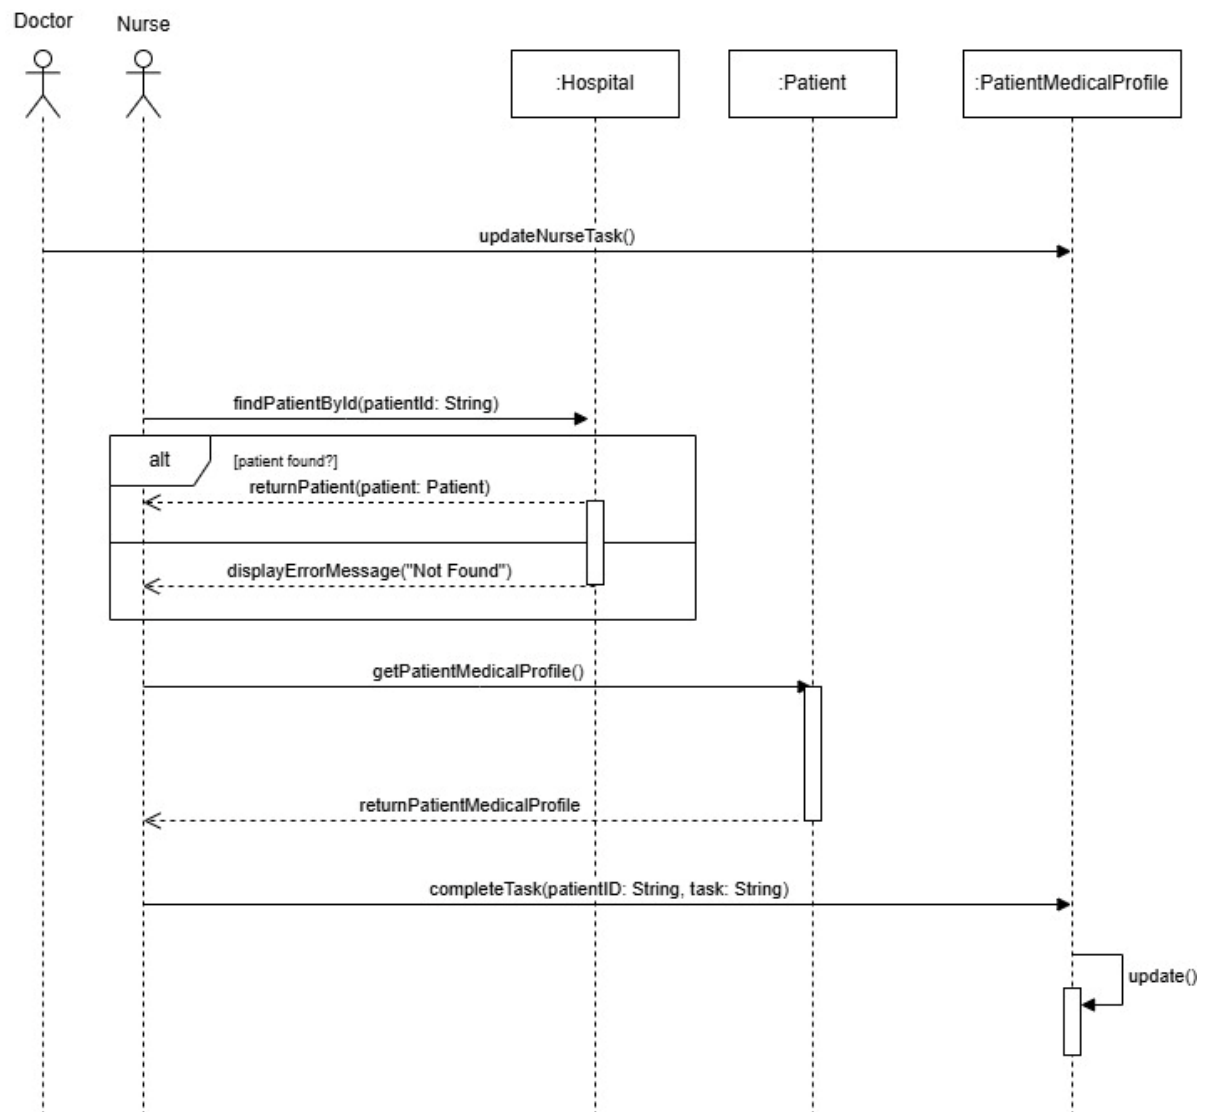 Doctor
Nurse
:Hospital
:Patient
:PatientMedicalProfile
updateNurseTask()
findPatientById(patientId: String)
alt
[patient found?]
returnPatient(patient: Patient)
displayErrorMessage("Not Found")
getPatientMedicalProfile()
returnPatientMedicalProfile
completeTask(patientID: String, task: String)
update()